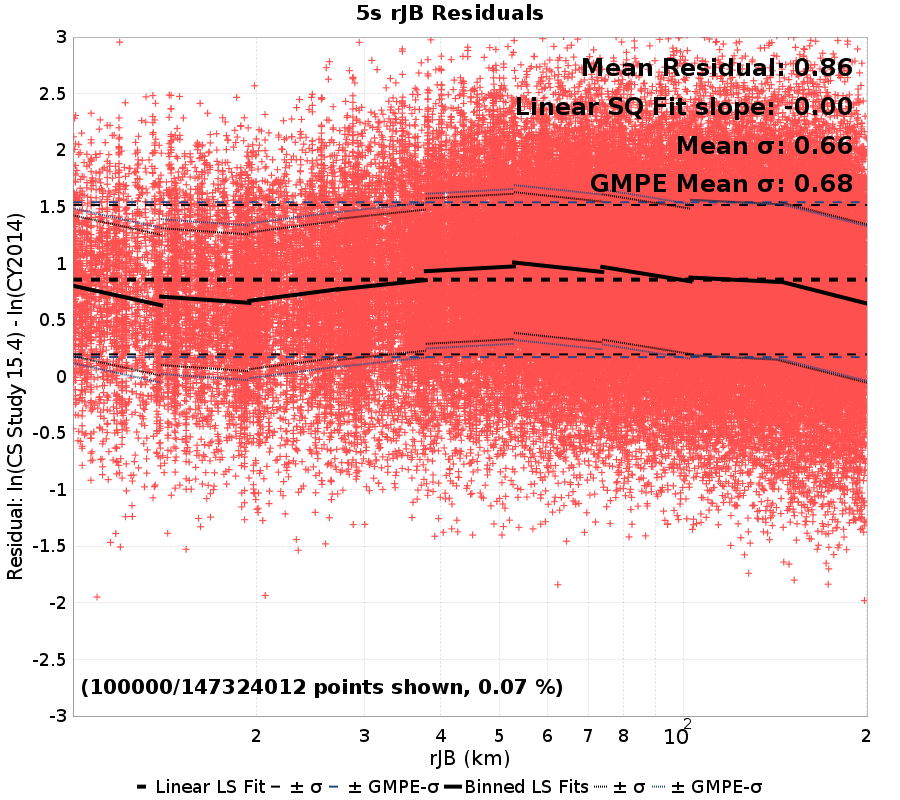 5s rJB Residuals
Mean Residual: 0.86
Linear SQ Fit slope: -0.00
Mean σ: 0.66
GMPE Mean σ: 0.68
Residual: ln(CS Study 15.4) - ln(CY2014)
3
2.5
2
1.5
1
0.5
0
-0.5
-1
-1.5
-2
-2.5
-3
(100000/147324012 points shown, 0.07 %)
2 3 4 5 6 7 8 10² 2
rJB (km)
Linear LS Fit ± σ ± GMPE-σ Binned LS Fits ± σ ± GMPE-σ